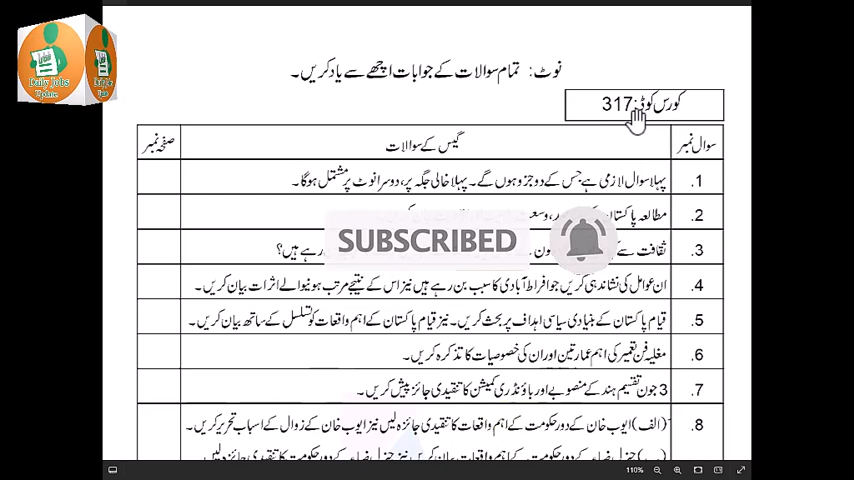 Daily Jobs
Update
نوٹ: تمام سوالات کے جوابات اچھے سے یاد کریں۔
کورس کوڈ:317
سوال نمبر گیس کے سوالات صفحہ نمبر
1. پہلا سوال لازمی ہے جس کے دو جزو ہوں گے۔ پہلا خالی جگہ پر، دوسرا نوٹ پر مشتمل ہوگا۔
2. مطالعہ پاکستان
3. ثقافت سے رہے ہیں؟
SUBSCRIBED
4. ان عوامل کی نشاندہی کریں جو افراط آبادی کا سبب بن رہے ہیں نیز اس کے نتیجے مرتب ہونیوالے اثرات بیان کریں۔
5. قیام پاکستان کے بنیادی سیاسی اہداف پر بحث کریں۔ نیز قیام پاکستان کے اہم واقعات کو تسلسل کے ساتھ بیان کریں۔
6. مغلیہ فن تعمیر کی اہم عمارتیں اور ان کی خصوصیات کا تذکرہ کریں۔
7. 3 جون تقسیم ہند کے منصوبے اور باؤنڈری کمیشن کا تنقیدی جائز پیش کریں۔
8. (الف) ایوب خان کے دور حکومت کے اہم واقعات کا تنقیدی جائزہ لیں نیز ایوب خان کے زوال کے اسباب تحریر کریں۔
110%